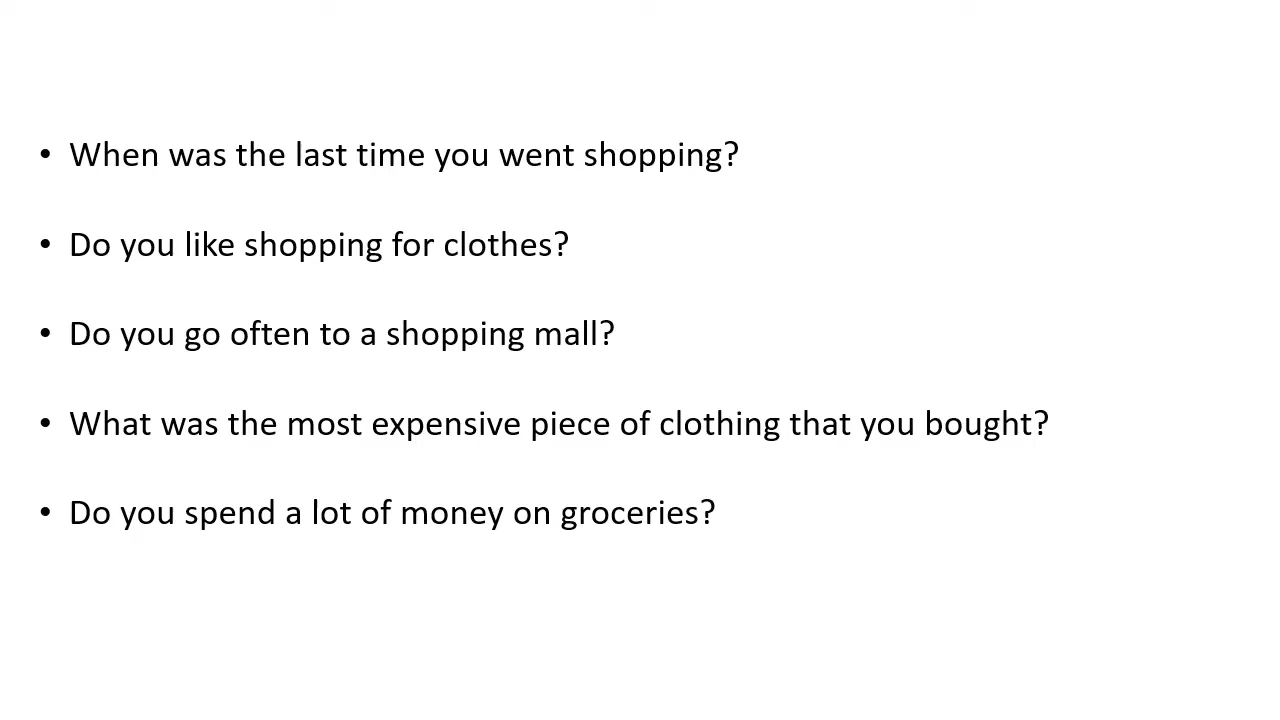 • When was the last time you went shopping?
• Do you like shopping for clothes?
• Do you go often to a shopping mall?
• What was the most expensive piece of clothing that you bought?
• Do you spend a lot of money on groceries?